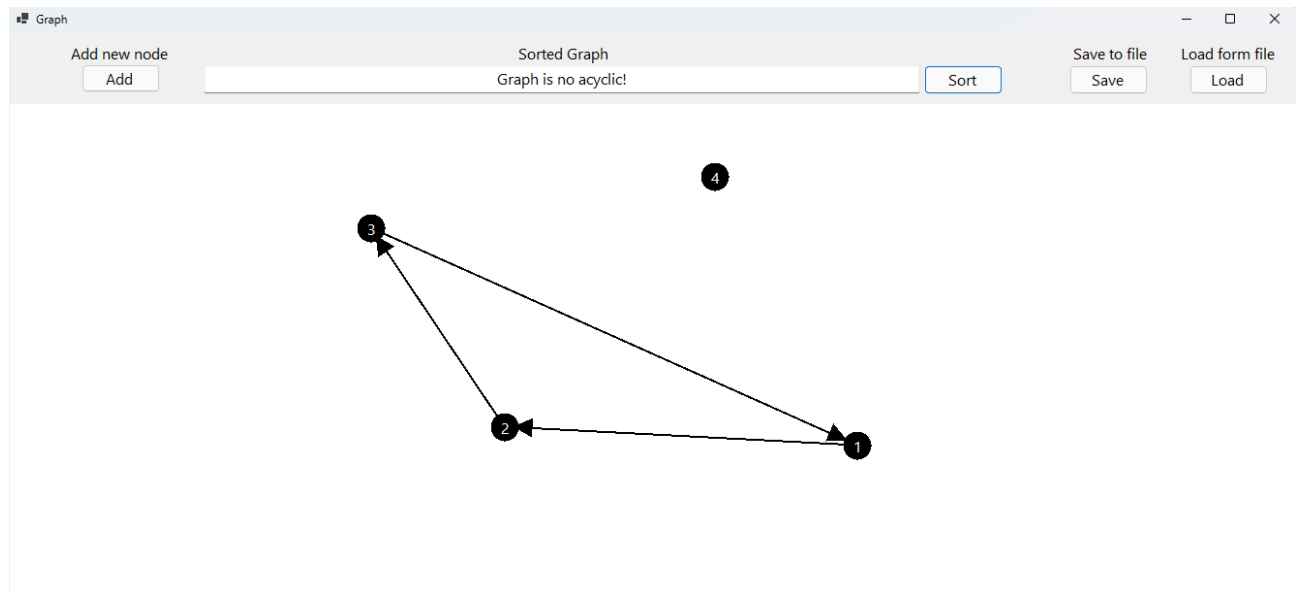 Graph
Add new node Sorted Graph Save to file Load form file
Add Graph is no acyclic! Sort Save Load
4
3
2
1